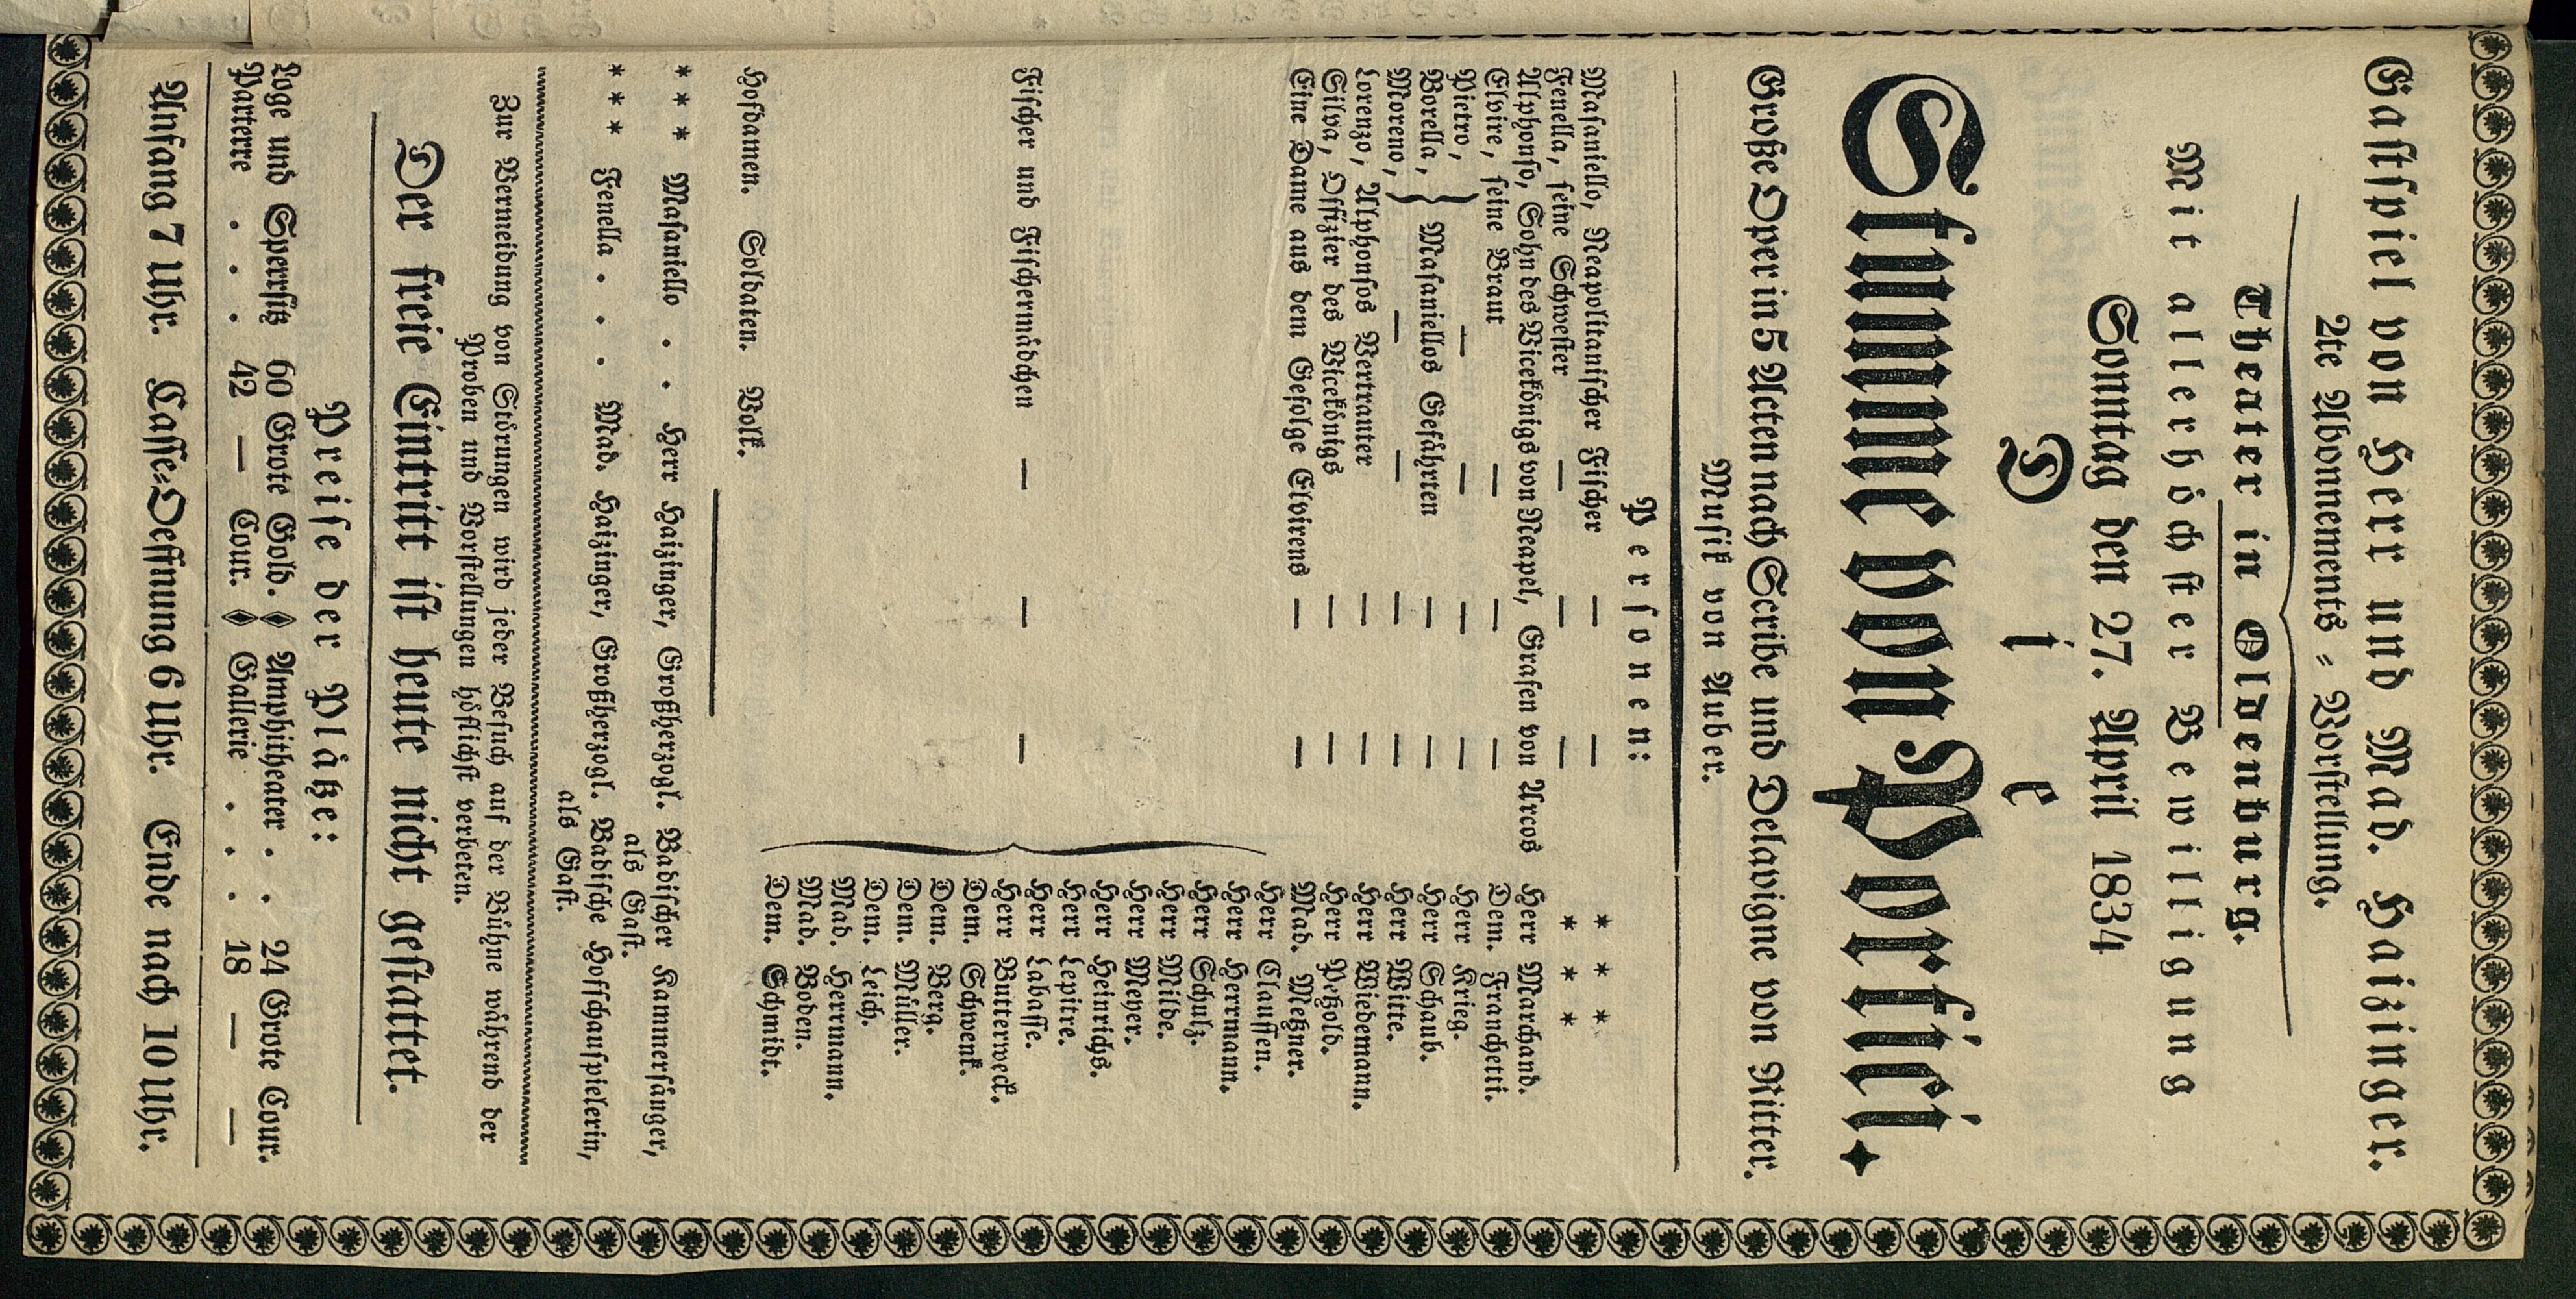 Gastspiel von Herr und Mad. Haizinger.
2te Abonnements = Vorstellung.
Theater in Oldenburg.
Mit allerhöchster Bewilligung
Sonntag den 27. April 1834
Die
Stumme von Portici.
Große Oper in 5 Acten nach Scribe und Delavigne von Ritter.
Musik von Auber.
Personen:
Masaniello, Neapolitanischer Fischer — — * * *
Fenella, seine Schwester — — — * * *
Alphonso, Sohn des Vicekönigs von Neapel, Grafen von Arcos Herr Marchand.
Elvire, seine Braut — — — Dem. Franchetti.
Pietro, — — — — Herr Krieg.
Borella, } Masaniellos Gefährten — — Herr Schaub.
Moreno, — — — — Herr Witte.
Lorenzo, Alphonsos Vertrauter — — Herr Wiedemann.
Silva, Offizier des Vicekönigs — — Herr Petzold.
Eine Dame aus dem Gefolge Elvirens — — Mad. Meßner.
Herr Claussen.
Herr Herrmann.
Herr Schulz.
Herr Milde.
Herr Meyer.
Herr Heinrichs.
Herr Lepitre.
Herr Labasse.
Fischer und Fischermädchen — — — Herr Butterweck.
Dem. Schwenk.
Dem. Berg.
Dem. Müller.
Dem. Leich.
Mad. Herrmann.
Mad. Boden.
Dem. Schmidt.
Hofdamen. Soldaten. Volk.
* * * Masaniello . . Herr Haizinger, Großherzogl. Badischer Kammersänger,
als Gast.
* * * Fenella . . . Mad. Haizinger, Großherzogl. Badische Hofschauspielerin,
als Gast.
Zur Vermeidung von Störungen wird jeder Besuch auf der Bühne während der
Proben und Vorstellungen höflichst verbeten.
Der freie Eintritt ist heute nicht gestattet.
Preise der Plätze:
Loge und Sperrsitz 60 Grote Gold. ◊ Amphitheater . . 24 Grote Cour.
Parterre . . . . 42 — Cour. ◊ Gallerie . . . 18 — —
Anfang 7 Uhr. Casse=Oeffnung 6 Uhr. Ende nach 10 Uhr.